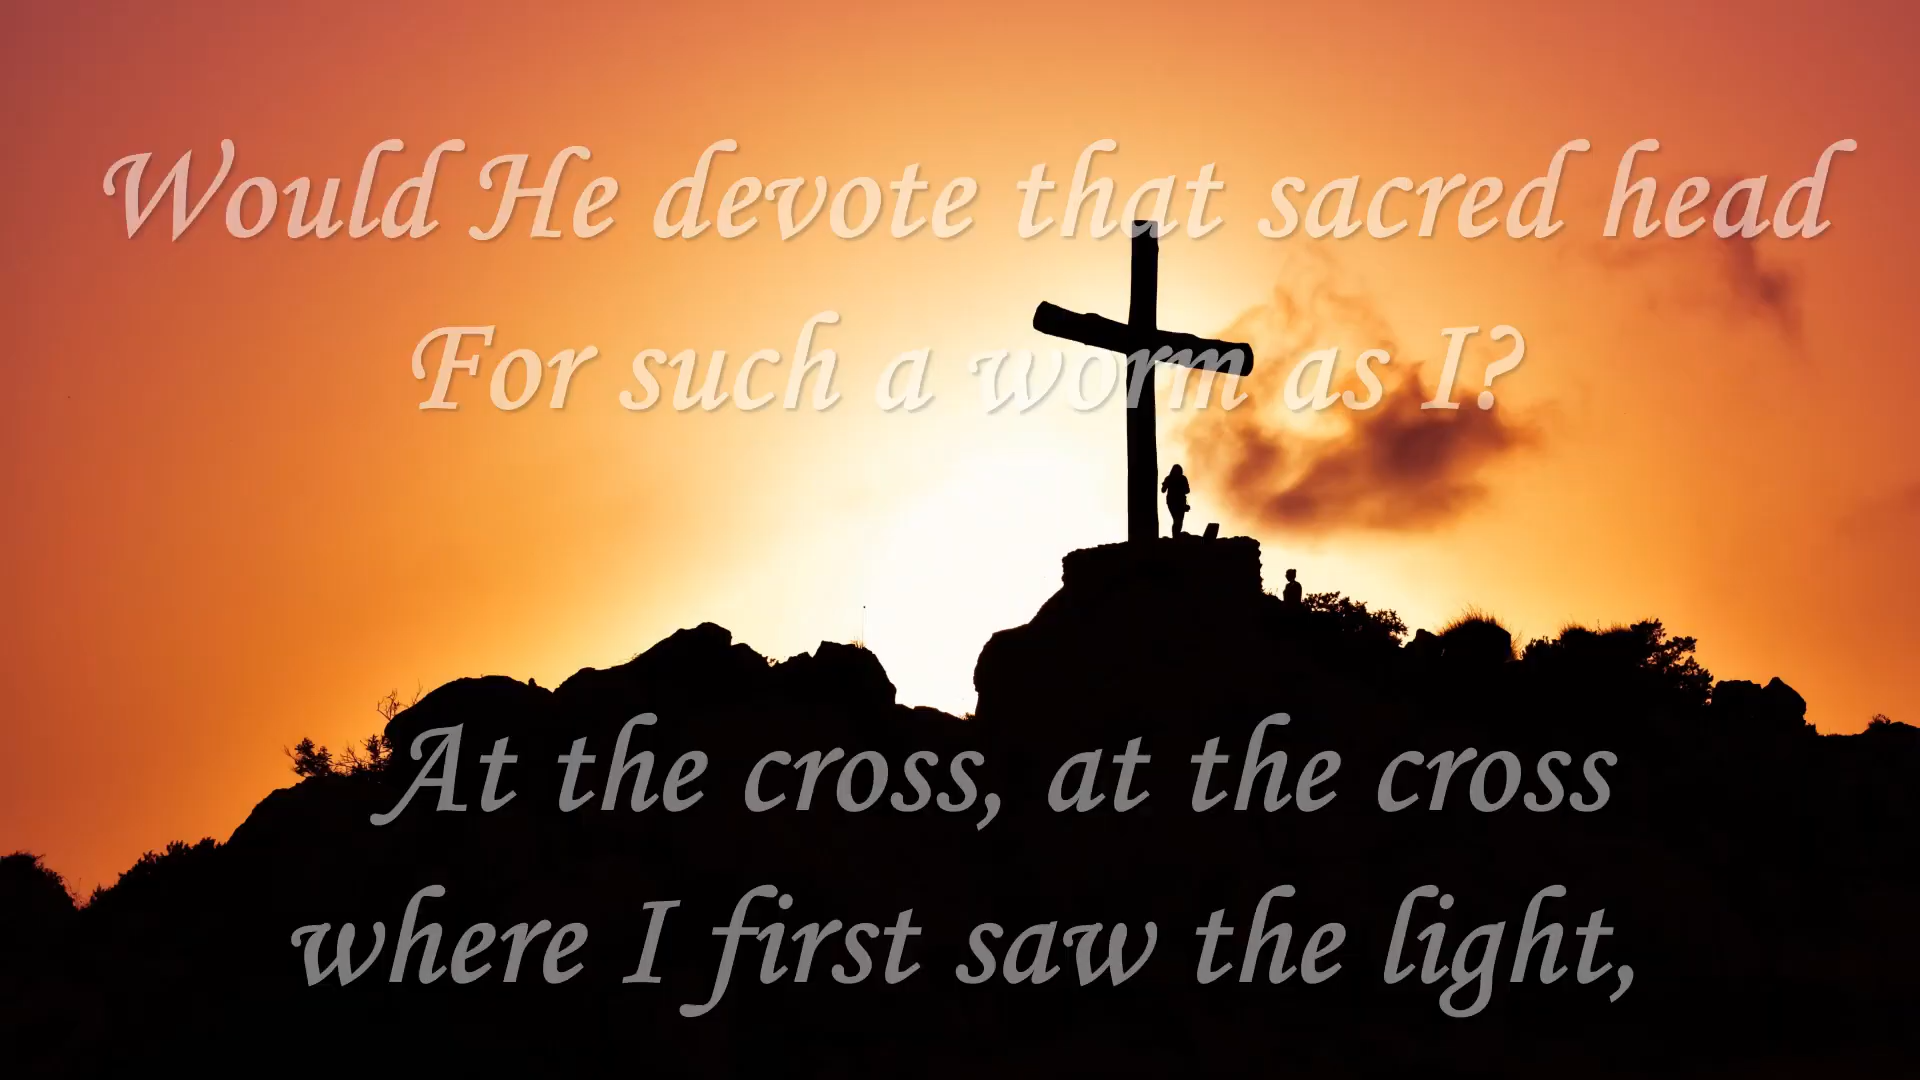 Would He devote that sacred head
For such a worm as I?
At the cross, at the cross
where I first saw the light,